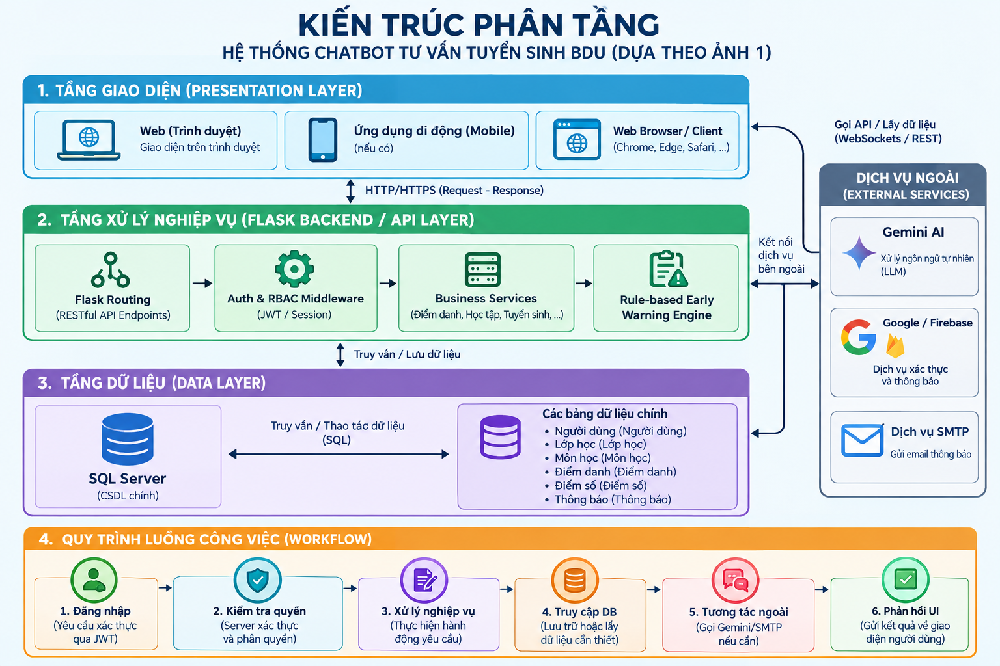 KIẾN TRÚC PHÂN TẦNG
HỆ THỐNG CHATBOT TƯ VẤN TUYỂN SINH BDU (DỰA THEO ẢNH 1)
1. TẦNG GIAO DIỆN (PRESENTATION LAYER)
Web (Trình duyệt)
Giao diện trên trình duyệt
Ứng dụng di động (Mobile)
(nếu có)
Web Browser / Client
(Chrome, Edge, Safari, ...)
HTTP/HTTPS (Request - Response)
2. TẦNG XỬ LÝ NGHIỆP VỤ (FLASK BACKEND / API LAYER)
Flask Routing
(RESTful API Endpoints)
Auth & RBAC Middleware
(JWT / Session)
Business Services
(Điểm danh, Học tập, Tuyển sinh, ...)
Rule-based Early
Warning Engine
Truy vấn / Lưu dữ liệu
3. TẦNG DỮ LIỆU (DATA LAYER)
SQL Server
(CSDL chính)
Truy vấn / Thao tác dữ liệu
(SQL)
Các bảng dữ liệu chính
• Người dùng (Người dùng)
• Lớp học (Lớp học)
• Môn học (Môn học)
• Điểm danh (Điểm danh)
• Điểm số (Điểm số)
• Thông báo (Thông báo)
Gọi API / Lấy dữ liệu
(WebSockets / REST)
Kết nối
dịch vụ
bên ngoài
DỊCH VỤ NGOÀI
(EXTERNAL SERVICES)
Gemini AI
Xử lý ngôn ngữ tự nhiên
(LLM)
Google / Firebase
Dịch vụ xác thực
và thông báo
Dịch vụ SMTP
Gửi email thông báo
4. QUY TRÌNH LUỒNG CÔNG VIỆC (WORKFLOW)
1. Đăng nhập
(Yêu cầu xác thực
qua JWT)
2. Kiểm tra quyền
(Server xác thực
và phân quyền)
3. Xử lý nghiệp vụ
(Thực hiện hành
động yêu cầu)
4. Truy cập DB
(Lưu trữ hoặc lấy
dữ liệu cần thiết)
5. Tương tác ngoài
(Gọi Gemini/SMTP
nếu cần)
6. Phản hồi UI
(Gửi kết quả về giao
diện người dùng)